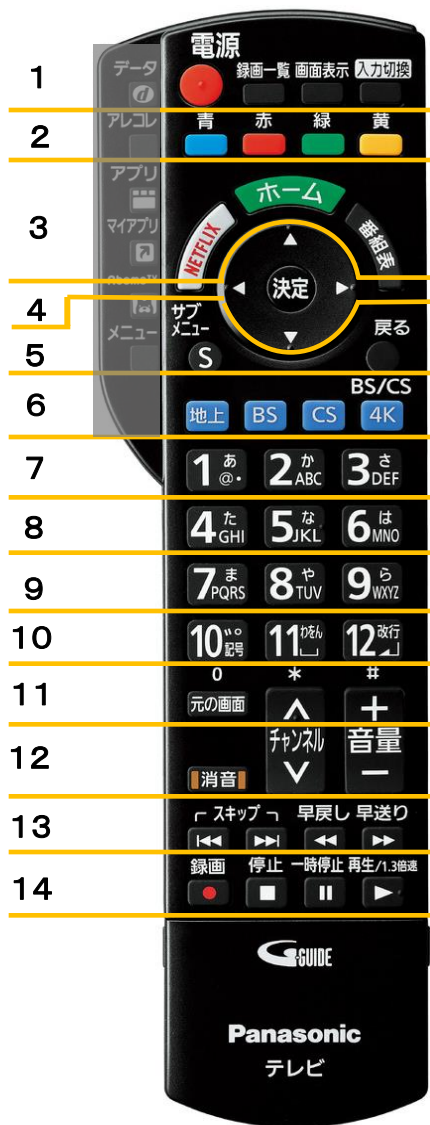 電源
1
データ
録画一覧 画面表示 入力切換
アレコレ
2
青 赤 緑 黄
アプリ
3
ホーム
マイアプリ
NETFLIX
番組表
AbemaTV
4
決定
サブ
メニュー
戻る
メニュー
5
S
BS/CS
6
地上 BS CS 4K
7
1 あ @・ 2 か ABC 3 さ DEF
8
4 た GHI 5 な JKL 6 は MNO
9
7 ま PQRS 8 や TUV 9 ら WXYZ
10
10 ゛゜ 記号 11 わをん 12 改行
0 * #
11
元の画面 +
チャンネル 音量
12
消音 −
スキップ 早戻し 早送り
13
録画 停止 一時停止 再生/1.3倍速
14
G-GUIDE
Panasonic
テレビ